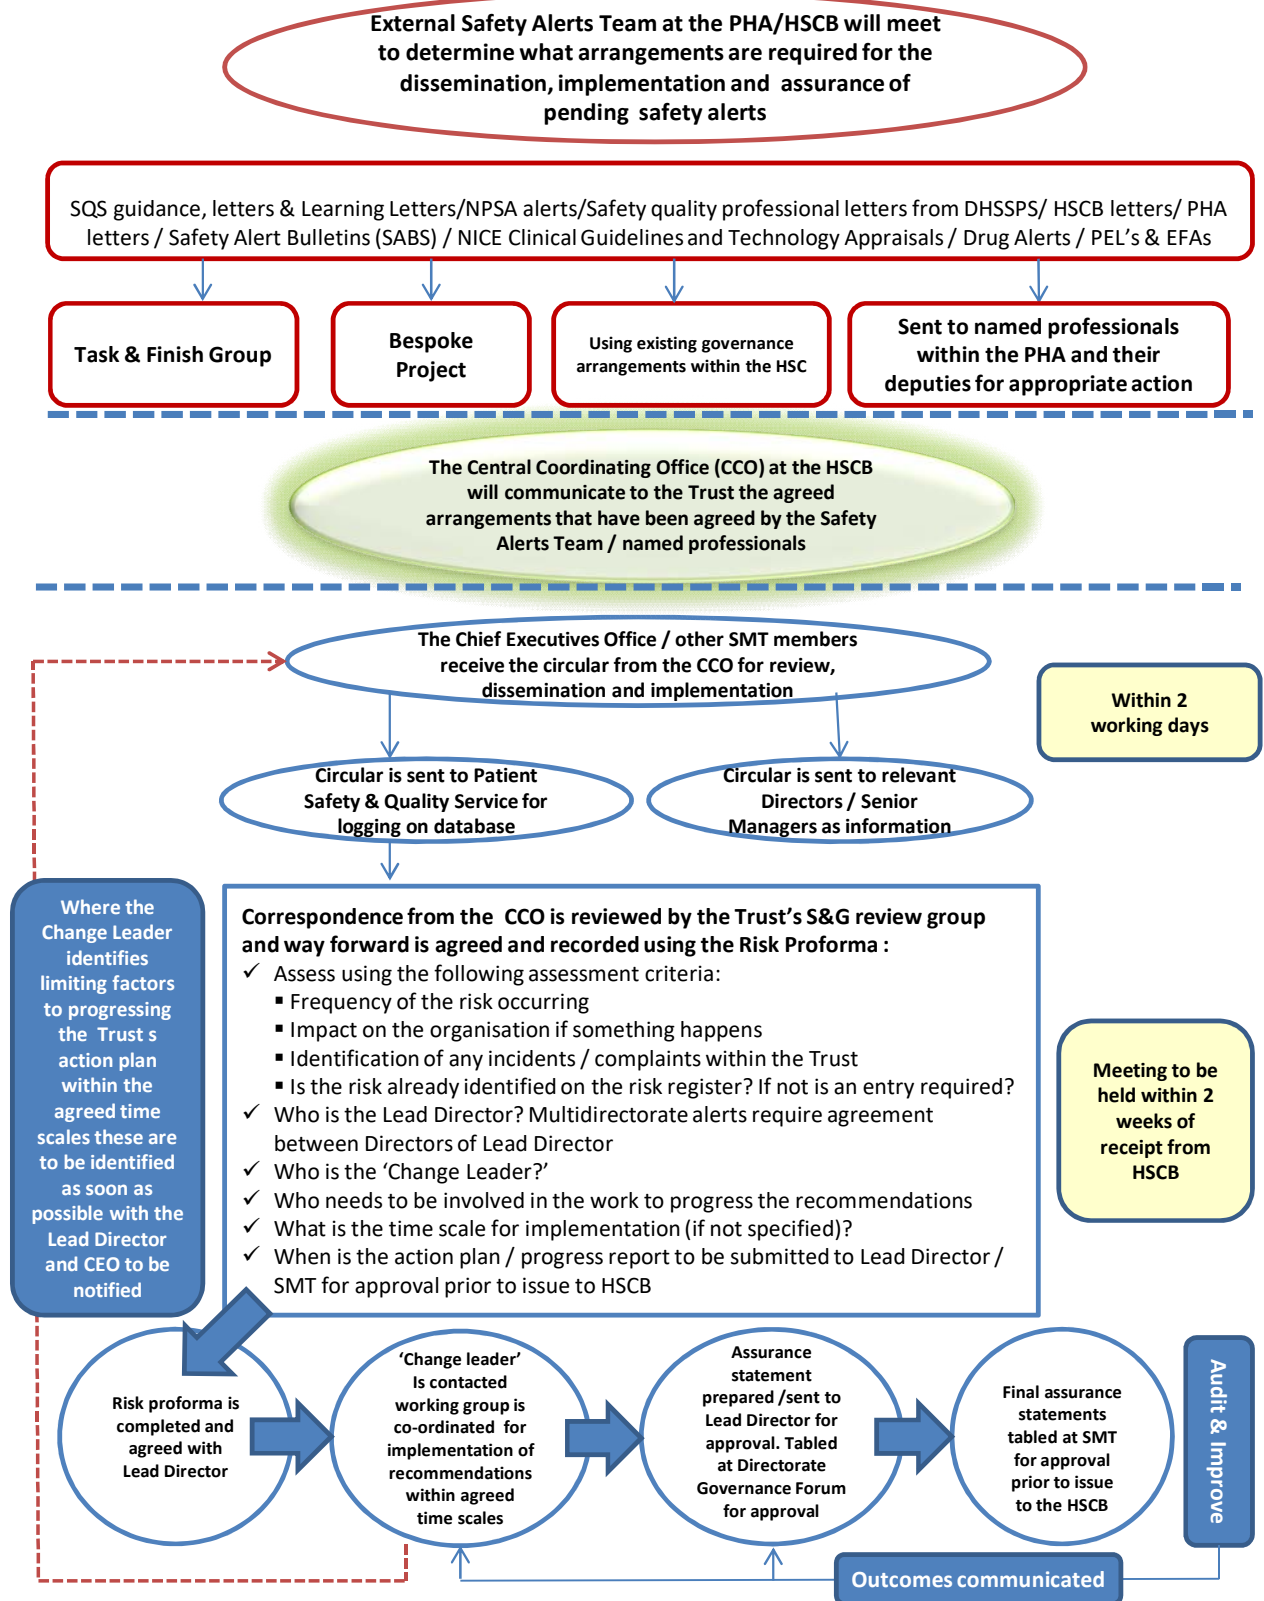 External Safety Alerts Team at the PHA/HSCB will meet
to determine what arrangements are required for the
dissemination, implementation and assurance of
pending safety alerts
SQS guidance, letters & Learning Letters/NPSA alerts/Safety quality professional letters from DHSSPS/ HSCB letters/ PHA
letters / Safety Alert Bulletins (SABS) / NICE Clinical Guidelines and Technology Appraisals / Drug Alerts / PEL’s & EFAs
Task & Finish Group
Bespoke
Project
Using existing governance
arrangements within the HSC
Sent to named professionals
within the PHA and their
deputies for appropriate action
The Central Coordinating Office (CCO) at the HSCB
will communicate to the Trust the agreed
arrangements that have been agreed by the Safety
Alerts Team / named professionals
The Chief Executives Office / other SMT members
receive the circular from the CCO for review,
dissemination and implementation
Within 2
working days
Circular is sent to Patient
Safety & Quality Service for
logging on database
Circular is sent to relevant
Directors / Senior
Managers as information
Where the
Change Leader
identifies
limiting factors
to progressing
the Trust s
action plan
within the
agreed time
scales these are
to be identified
as soon as
possible with the
Lead Director
and CEO to be
notified
Correspondence from the CCO is reviewed by the Trust’s S&G review group
and way forward is agreed and recorded using the Risk Proforma :
✓ Assess using the following assessment criteria:
▪ Frequency of the risk occurring
▪ Impact on the organisation if something happens
▪ Identification of any incidents / complaints within the Trust
▪ Is the risk already identified on the risk register? If not is an entry required?
✓ Who is the Lead Director? Multidirectorate alerts require agreement
between Directors of Lead Director
✓ Who is the ‘Change Leader?’
✓ Who needs to be involved in the work to progress the recommendations
✓ What is the time scale for implementation (if not specified)?
✓ When is the action plan / progress report to be submitted to Lead Director /
SMT for approval prior to issue to HSCB
Meeting to be
held within 2
weeks of
receipt from
HSCB
Risk proforma is
completed and
agreed with
Lead Director
‘Change leader’
Is contacted
working group is
co-ordinated for
implementation of
recommendations
within agreed
time scales
Assurance
statement
prepared /sent to
Lead Director for
approval. Tabled
at Directorate
Governance Forum
for approval
Final assurance
statements
tabled at SMT
for approval
prior to issue
to the HSCB
Audit & Improve
Outcomes communicated